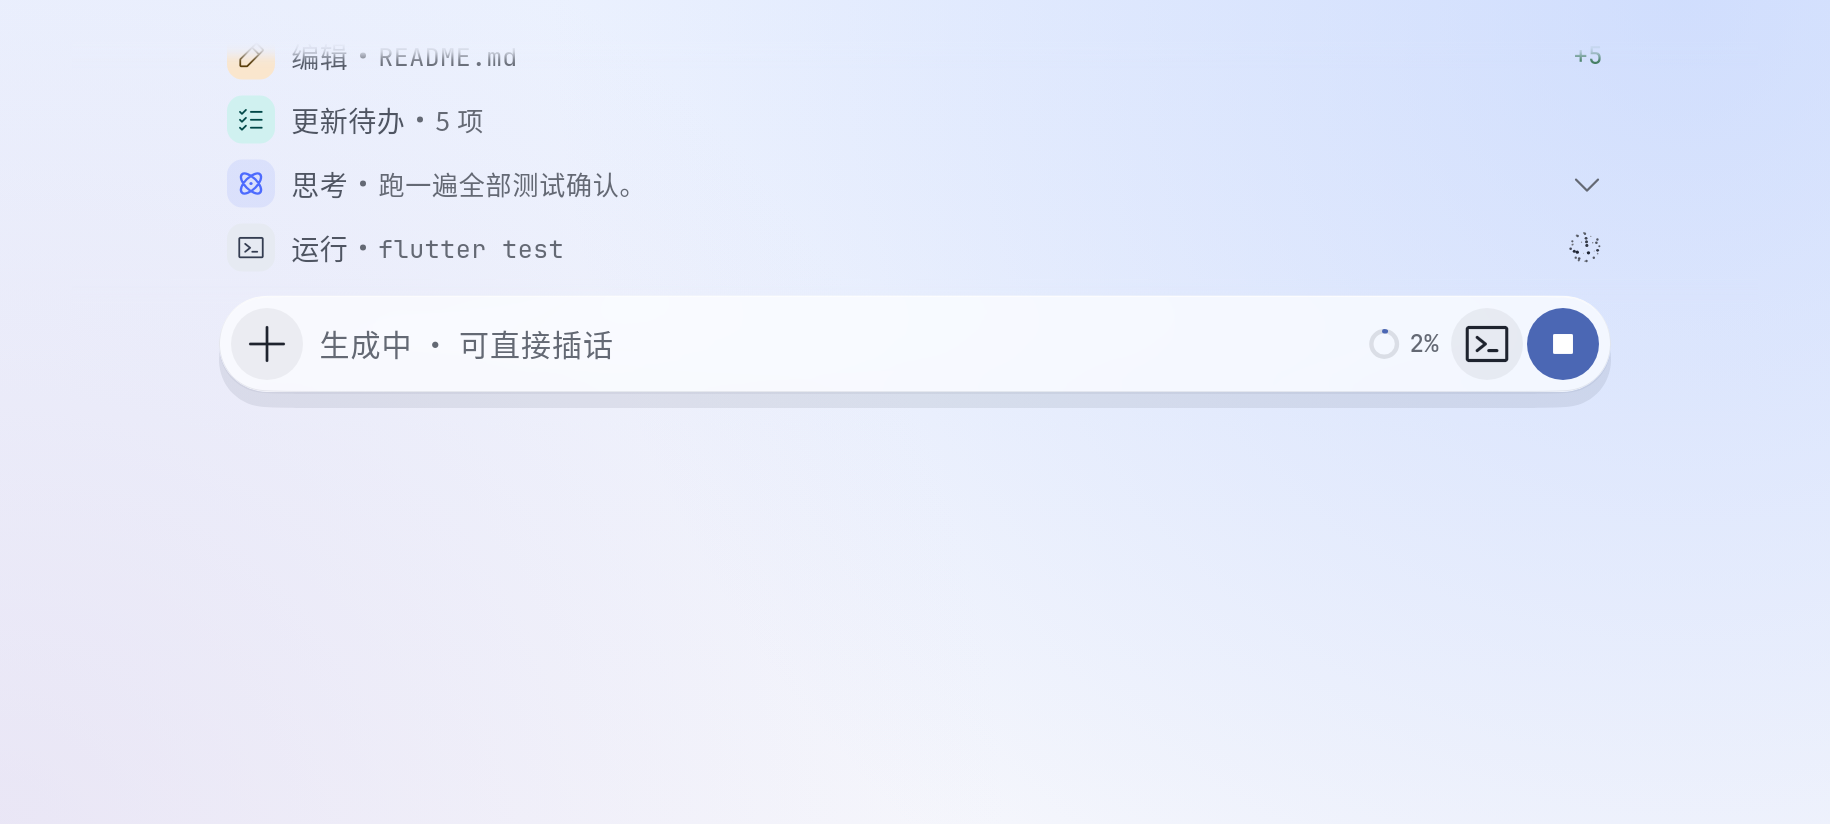 编辑 • README.md +5
更新待办 • 5 项
思考 • 跑一遍全部测试确认。
运行 • flutter test
生成中 • 可直接插话 2%